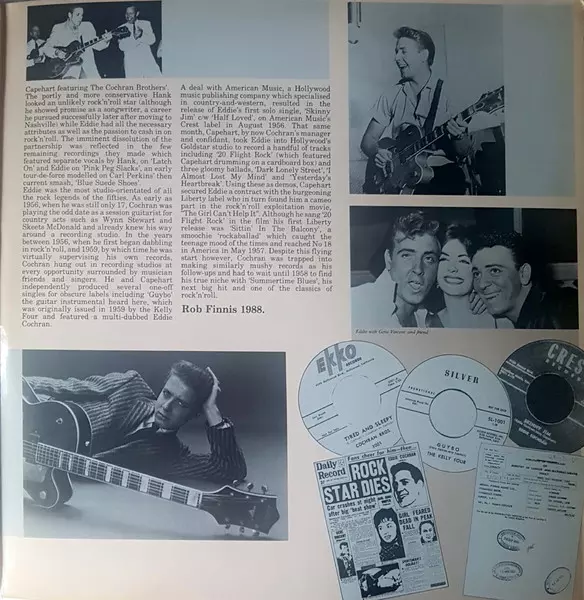 Capehart featuring The Cochran Brothers'.
The portly and more conservative Hank
looked an unlikely rock'n'roll star (although
he showed promise as a songwriter, a career
he pursued successfully later after moving to
Nashville) while Eddie had all the necessary
attributes as well as the passion to cash in on
rock'n'roll. The imminent dissolution of the
partnership was reflected in the few
remaining recordings they made which
featured separate vocals by Hank, on 'Latch
On' and Eddie on 'Pink Peg Slacks', an early
tour-de-force modelled on Carl Perkins' then
current smash, 'Blue Suede Shoes'.
Eddie was the most studio-orientated of all
the rock legends of the fifties. As early as
1956, when he was still only 17, Cochran was
playing the odd date as a session guitarist for
country acts such as Wynn Stewart and
Skeets McDonald and already knew his way
around a recording studio. In the years
between 1956, when he first began dabbling
in rock'n'roll, and 1959, by which time he was
virtually supervising his own records,
Cochran hung out in recording studios at
every opportunity surrounded by musician
friends and singers. He and Capehart
independently produced several one-off
singles for obscure labels including 'Guybo'
the guitar instrumental heard here, which
was originally issued in 1959 by the Kelly
Four and featured a multi-dubbed Eddie
Cochran.
A deal with American Music, a Hollywood
music publishing company which specialised
in country-and-western, resulted in the
release of Eddie's first solo single, 'Skinny
Jim' c/w 'Half Loved', on American Music's
Crest label in August 1956. That same
month, Capehart, by now Cochran's manager
and confidant, took Eddie into Hollywood's
Goldstar studio to record a handful of tracks
including '20 Flight Rock' (which featured
Capehart drumming on a cardboard box) and
three gloomy ballads, 'Dark Lonely Street', 'I
Almost Lost My Mind' and 'Yesterday's
Heartbreak'. Using these as demos, Capehart
secured Eddie a contract with the burgeoning
Liberty label who in turn found him a cameo
part in the rock'n'roll exploitation movie,
'The Girl Can't Help It'. Although he sang '20
Flight Rock' in the film his first Liberty
release was 'Sittin' In The Balcony', a
smoochie 'rockaballad' which caught the
teenage mood of the times and reached No 18
in America in May 1957. Despite this flying
start however, Cochran was trapped into
making similarly mushy records as his
follow-ups and had to wait until 1958 to find
his true niche with 'Summertime Blues', his
next big hit and one of the classics of
rock'n'roll.
Rob Finnis 1988.
Eddie with Gene Vincent and friend.
EKKO
RECORDS
TIRED AND SLEEPY
COCHRAN BROS.
SILVER
SL-1001
GUYBO
THE KELLY FOUR
CREST
Daily Record
Fans cheer for him—then
ROCK
STAR DIES
Car crashes at night
after big 'beat show'
GIRL FEARED
DEAD IN PEAK
FALL